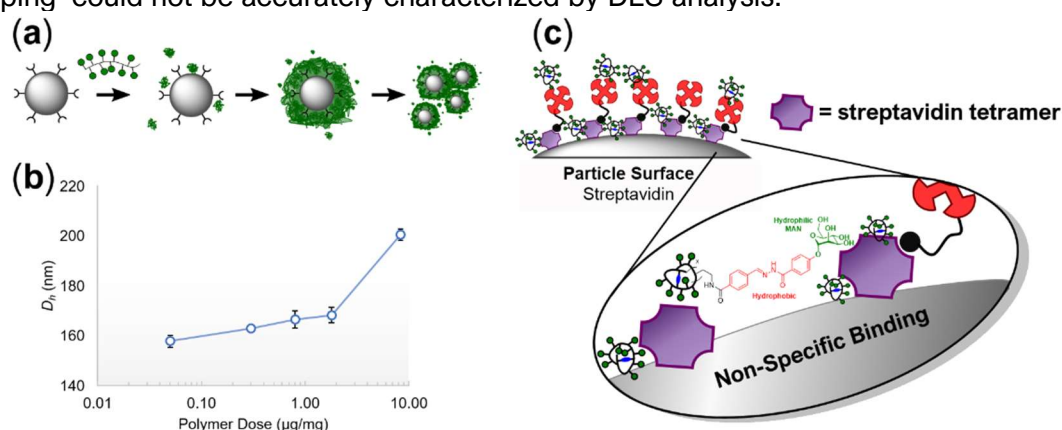 ping could not be accurately characterized by DLS analysis.
(a)
(c)
= streptavidin tetramer
Particle Surface
Streptavidin
(b)
220
200
180
160
140
D_h (nm)
0.01
0.10
1.00
10.00
Polymer Dose (µg/mg)
Hydrophilic
MAN
OH
OH
OH
OH
O
O
H
N
N
O
HN
O
Hydrophobic
Non-Specific Binding